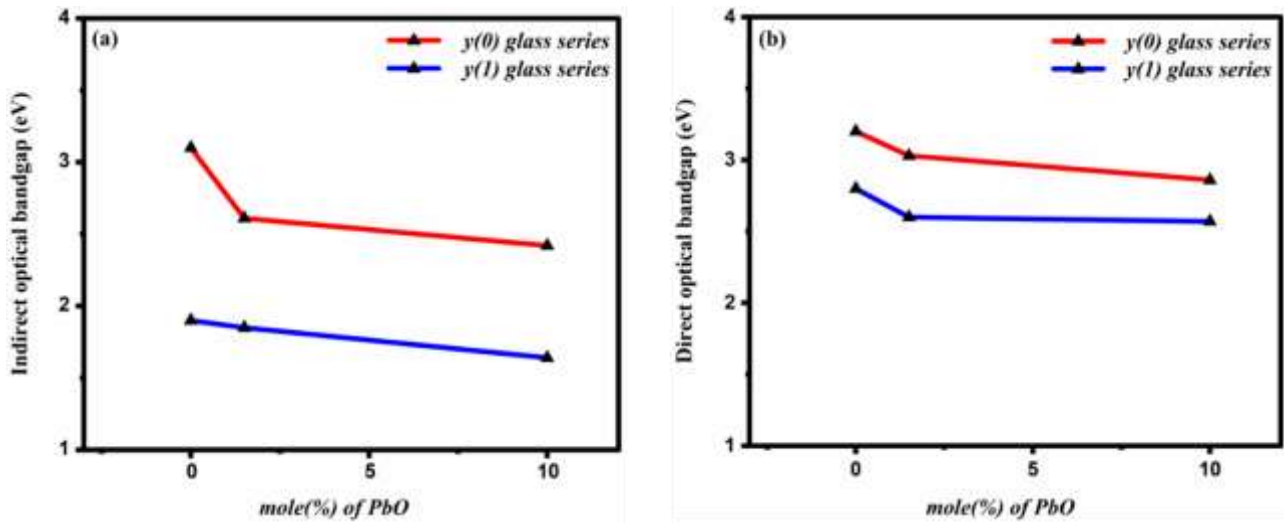 (a)
y(0) glass series
y(1) glass series
Indirect optical bandgap (eV)
4
3
2
1
0
5
10
mole(%) of PbO
(b)
y(0) glass series
y(1) glass series
Direct optical bandgap (eV)
4
3
2
1
0
5
10
mole(%) of PbO